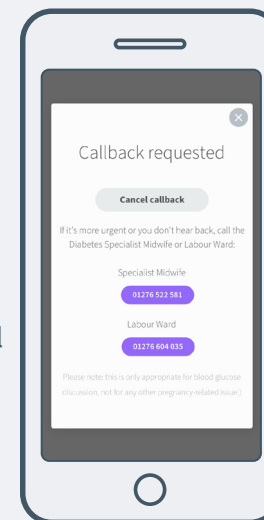 Callback requested
Cancel callback
If it's more urgent or you don't hear back, call the
Diabetes Specialist Midwife or Labour Ward:
Specialist Midwife
01276 522 581
Labour Ward
01276 604 035
Please note: this is only appropriate for blood glucose
discussion, not for any other pregnancy-related issue.)